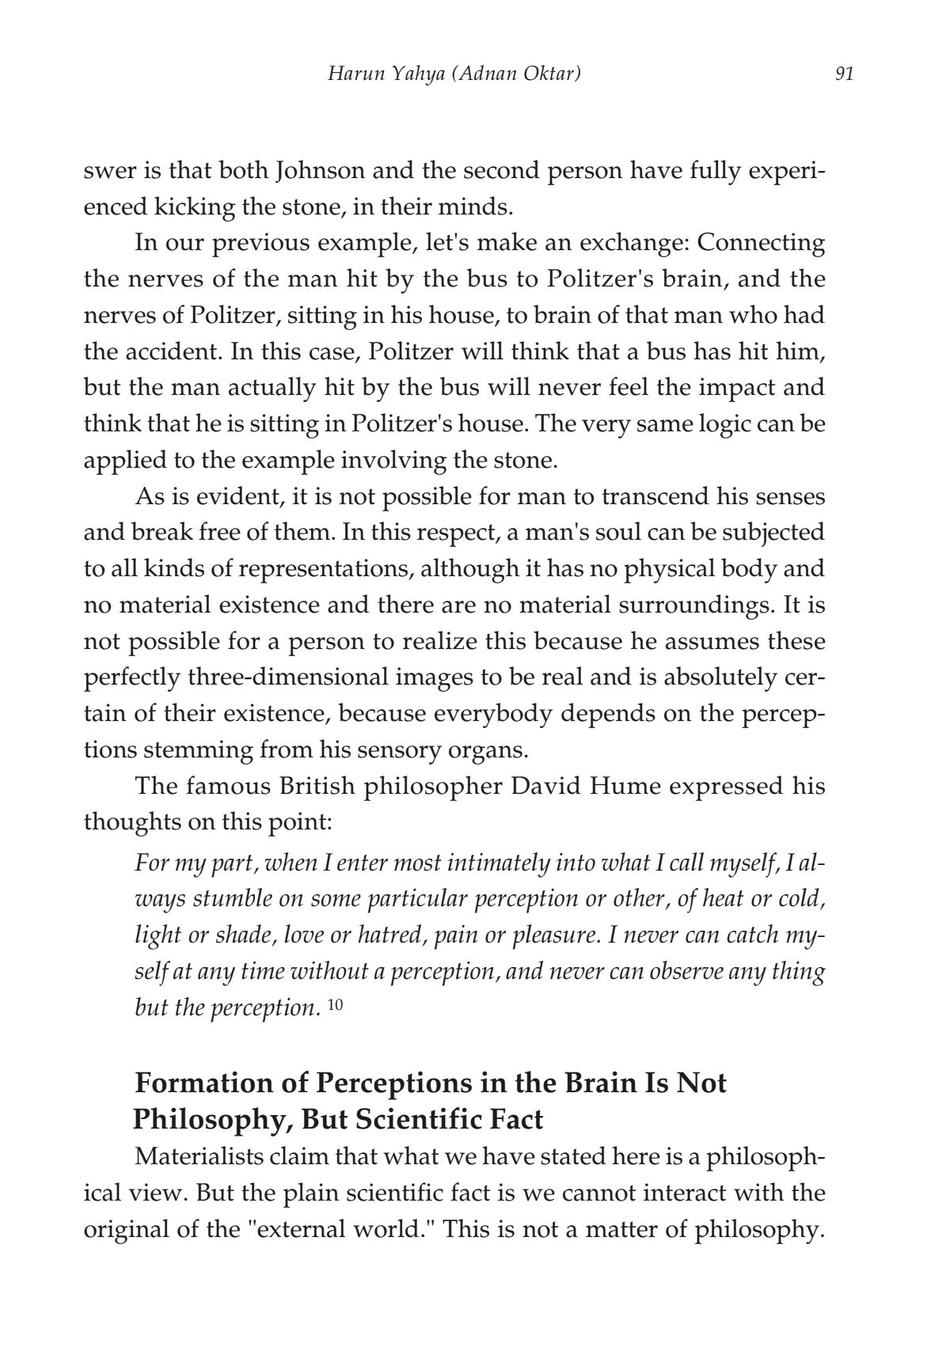 Harun Yahya (Adnan Oktar) 91
swer is that both Johnson and the second person have fully experi-
enced kicking the stone, in their minds.
In our previous example, let's make an exchange: Connecting
the nerves of the man hit by the bus to Politzer's brain, and the
nerves of Politzer, sitting in his house, to brain of that man who had
the accident. In this case, Politzer will think that a bus has hit him,
but the man actually hit by the bus will never feel the impact and
think that he is sitting in Politzer's house. The very same logic can be
applied to the example involving the stone.
As is evident, it is not possible for man to transcend his senses
and break free of them. In this respect, a man's soul can be subjected
to all kinds of representations, although it has no physical body and
no material existence and there are no material surroundings. It is
not possible for a person to realize this because he assumes these
perfectly three-dimensional images to be real and is absolutely cer-
tain of their existence, because everybody depends on the percep-
tions stemming from his sensory organs.
The famous British philosopher David Hume expressed his
thoughts on this point:
For my part, when I enter most intimately into what I call myself, I al-
ways stumble on some particular perception or other, of heat or cold,
light or shade, love or hatred, pain or pleasure. I never can catch my-
self at any time without a perception, and never can observe any thing
but the perception. 10
Formation of Perceptions in the Brain Is Not
Philosophy, But Scientific Fact
Materialists claim that what we have stated here is a philosoph-
ical view. But the plain scientific fact is we cannot interact with the
original of the "external world." This is not a matter of philosophy.